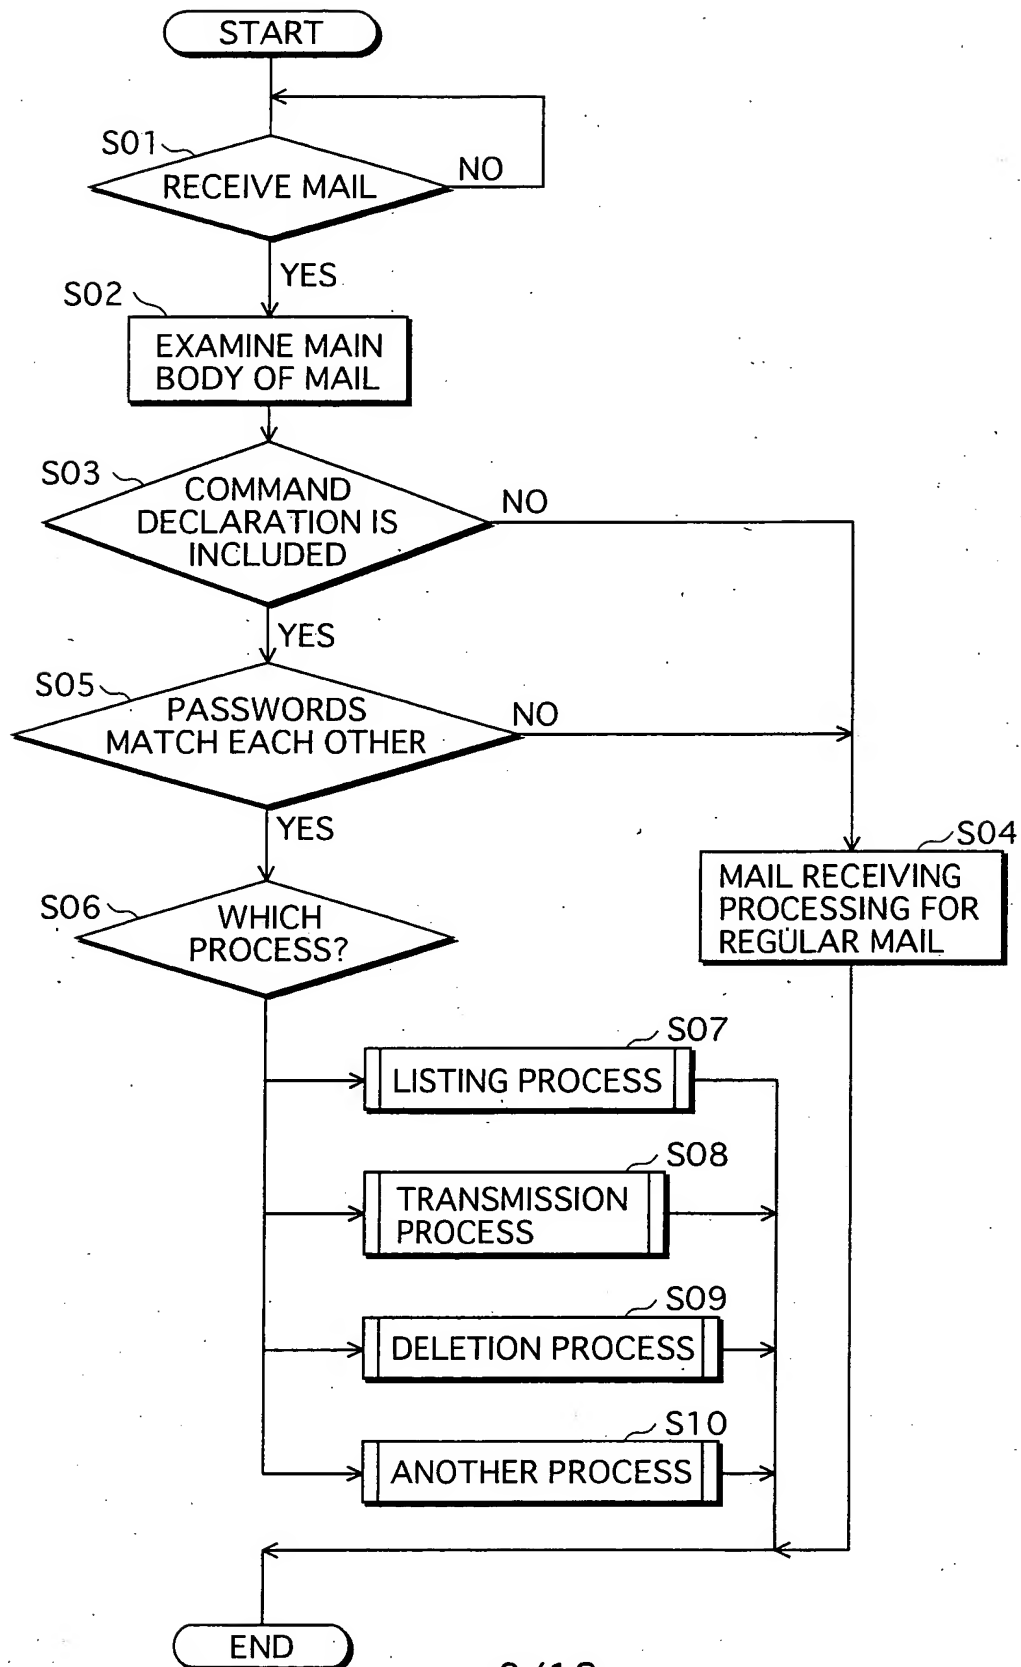 START
S01
RECEIVE MAIL
NO
YES
S02
EXAMINE MAIN
BODY OF MAIL
S03
COMMAND
DECLARATION IS
INCLUDED
NO
YES
S05
PASSWORDS
MATCH EACH OTHER
NO
YES
S04
MAIL RECEIVING
PROCESSING FOR
REGULAR MAIL
S06
WHICH
PROCESS?
S07
LISTING PROCESS
S08
TRANSMISSION
PROCESS
S09
DELETION PROCESS
S10
ANOTHER PROCESS
END